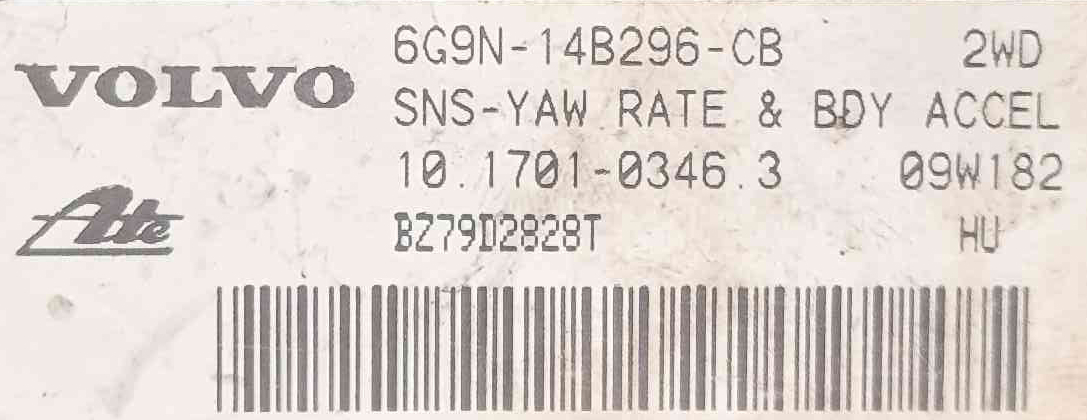 VOLVO
6G9N-14B296-CB 2WD
SNS-YAW RATE & BDY ACCEL
10.1701-0346.3 09W182
Ate
BZ79D2828T HU